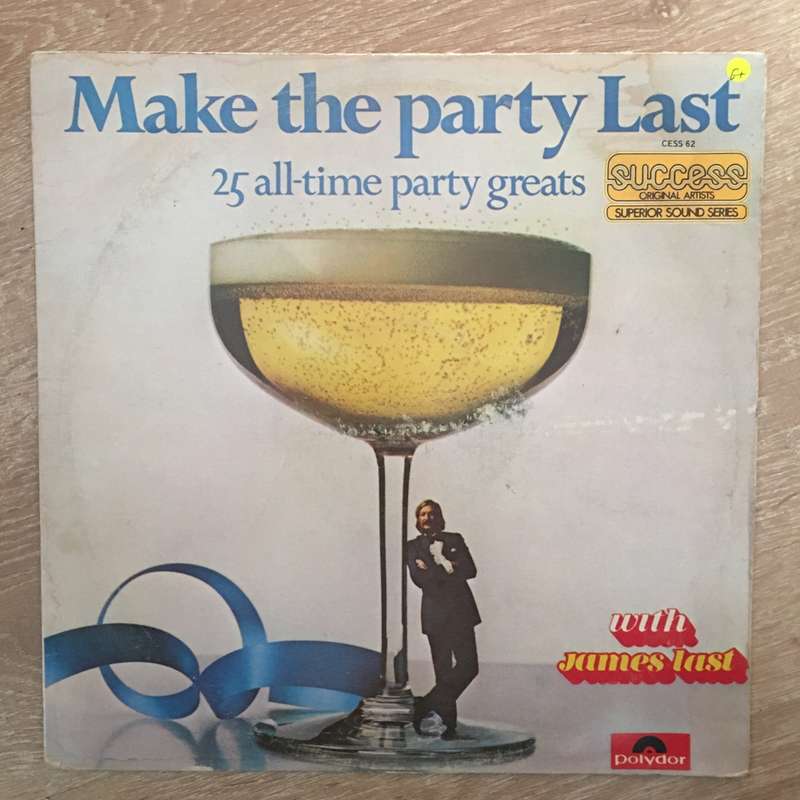 Make the party Last
G+
25 all-time party greats
CESS 62
success
ORIGINAL ARTISTS
SUPERIOR SOUND SERIES
with
james last
polydor